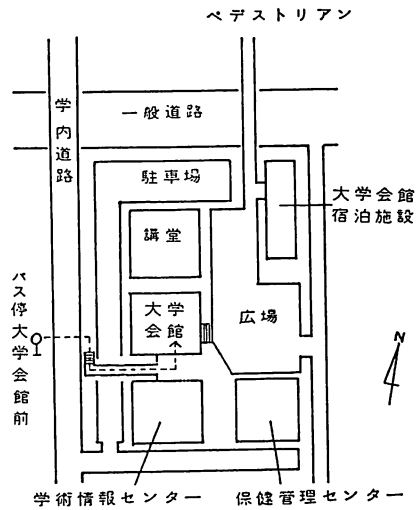 ペデストリアン
学内道路
一般道路
駐車場
大学会館
宿泊施設
講堂
大学
会館
広場
バス停大学会館前
N
学術情報センター
保健管理センター